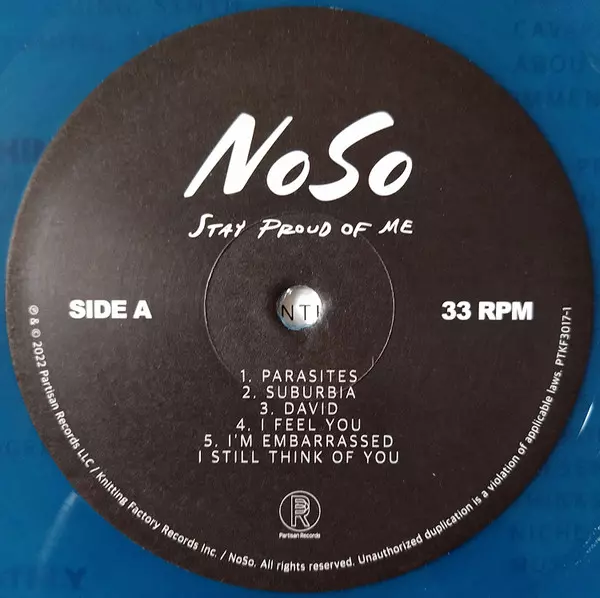 NoSo
STAY PROUD OF ME
SIDE A
33 RPM
NTI
1. PARASITES
2. SUBURBIA
3. DAVID
4. I FEEL YOU
5. I'M EMBARRASSED
I STILL THINK OF YOU
Partisan Records
℗ & © 2022 Partisan Records LLC / Knitting Factory Records Inc. / NoSo. All rights reserved. Unauthorized duplication is a violation of applicable laws. PTKF3017-1